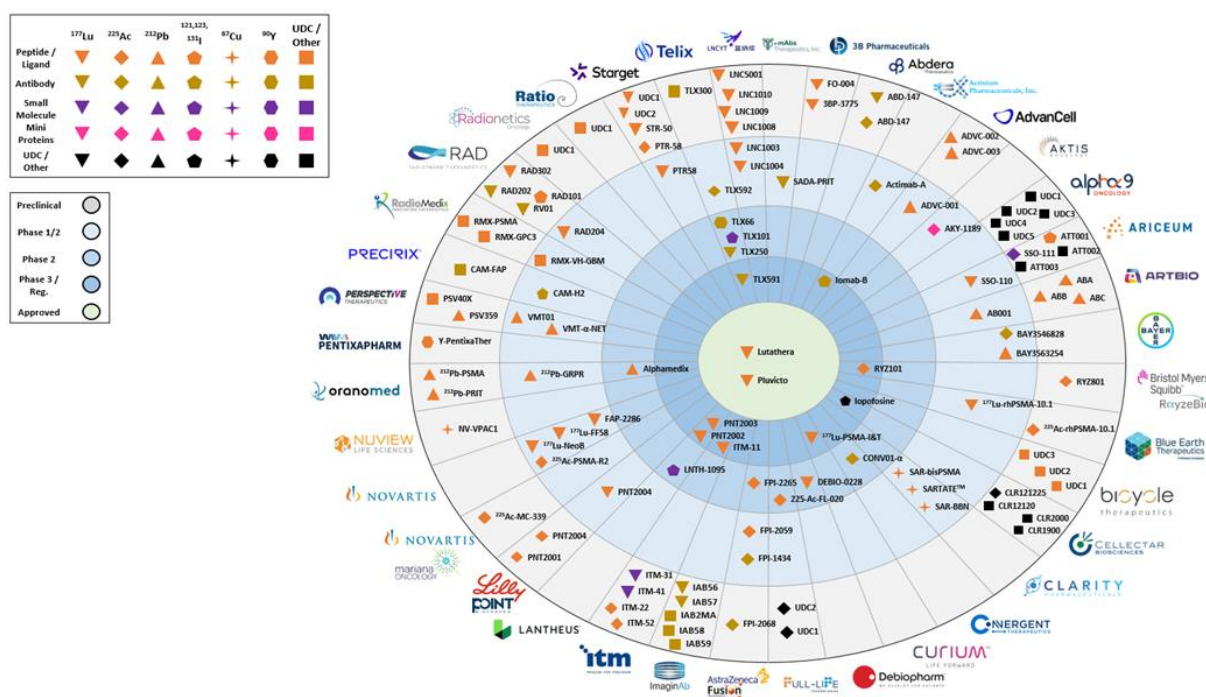 177Lu 225Ac 212Pb 121,123,131I 67Cu 90Y UDC / Other
Peptide / Ligand
Antibody
Small Molecule
Mini Proteins
UDC / Other
Preclinical
Phase 1/2
Phase 2
Phase 3 / Reg.
Approved
Telix
LNCYT
-mAbs
Therapeutics, Inc.
3B Pharmaceuticals
Abdera
Therapeutics
Actinium
Pharmaceuticals, Inc.
AdvanCell
AKTIS
ONCOLOGY
alpha9
ONCOLOGY
ARICEUM
ARTBIO
BAYER
BAYER
Bristol Myers Squibb
RayzeBio
Blue Earth
Therapeutics
bicycle
therapeutics
CELLECTAR
BIOSCIENCES
CLARITY
PHARMACEUTICALS
CONVERGENT
THERAPEUTICS
CURIUM
LIFE FORWARD
Debiopharm
FULL-LIFE
AstraZeneca
Fusion
ImaginAb
itm
LANTHEUS
Lilly
POINT
mariana
ONCOLOGY
NOVARTIS
NOVARTIS
NUVIEW
LIFE SCIENCES
oranomed
PENTIXAPHARM
PERSPECTIVE
THERAPEUTICS
PRECIRIX
RadioMedix
RAD
Radionetics
Oncology
Ratio
THERAPEUTICS
Starget
UDC1
UDC2
STR-50
PTR-58
PTR58
TLX300
TLX592
TLX66
TLX101
TLX250
TLX591
LNC5001
LNC1010
LNC1009
LNC1008
LNC1003
LNC1004
SADA-PRIT
FO-004
3BP-3775
ABD-147
ABD-147
Actimab-A
Iomab-B
ADVC-002
ADVC-003
ADVC-001
AKY-1189
UDC1
UDC2
UDC3
UDC4
UDC5
ATT001
SSO-111
ATT002
ATT003
SSO-110
ABA
ABB
ABC
AB001
BAY3546828
BAY3563254
RYZ801
RYZ101
177Lu-rhPSMA-10.1
225Ac-rhPSMA-10.1
UDC3
UDC2
UDC1
CLR121225
CLR12120
CLR2000
CLR1900
Iopofosine
SAR-bisPSMA
SARTATE™
SAR-BBN
CONV01-α
177Lu-PSMA-I&T
DEBIO-0228
225-Ac-FL-020
UDC2
UDC1
FPI-2265
FPI-2059
FPI-1434
FPI-2068
IAB56
IAB57
IAB2MA
IAB58
IAB59
ITM-11
ITM-31
ITM-41
ITM-22
ITM-52
LNTH-1095
PNT2003
PNT2002
PNT2004
PNT2004
PNT2001
225Ac-MC-339
FAP-2286
177Lu-FF58
177Lu-NeoB
225Ac-PSMA-R2
NV-VPAC1
212Pb-PSMA
212Pb-PRIT
212Pb-GRPR
Alphamedix
Y-PentixaTher
PSV40X
PSV359
VMT01
VMT-α-NET
CAM-FAP
CAM-H2
RMX-PSMA
RMX-GPC3
RMX-VH-GBM
RAD302
RAD202
RV01
RAD101
RAD204
UDC1
UDC1
Lutathera
Pluvicto